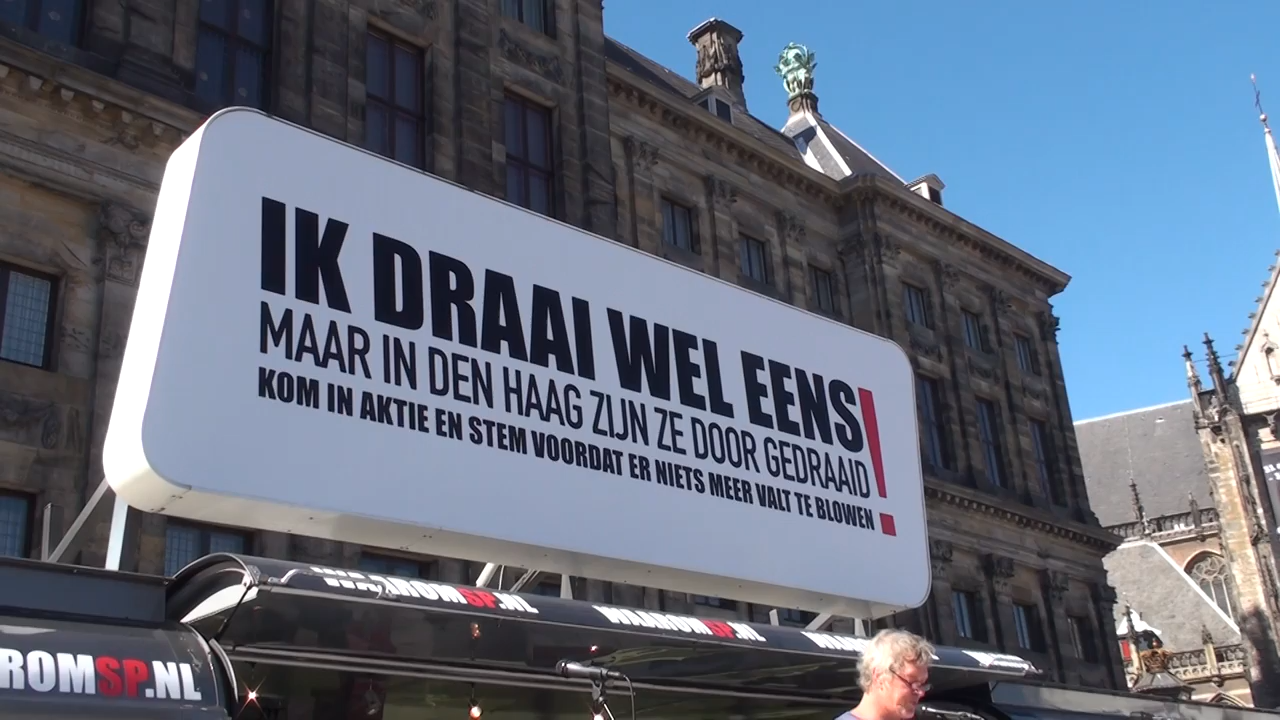 IK DRAAI WEL EENS!
MAAR IN DEN HAAG ZIJN ZE DOOR GEDRAAID
KOM IN AKTIE EN STEM VOORDAT ER NIETS MEER VALT TE BLOWEN
WAAROMSP.NL WAAROMSP.NL
ROMSP.NL